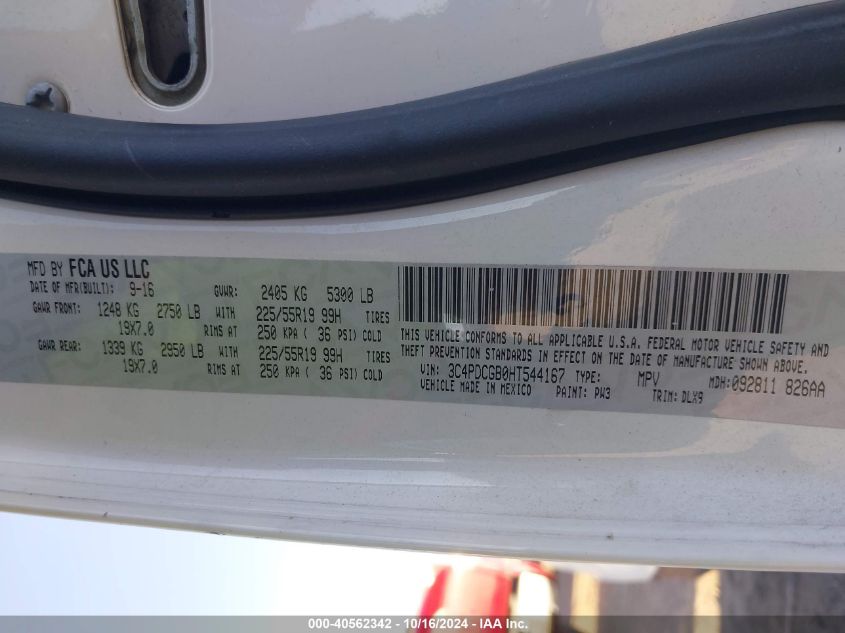 MFD BY FCA US LLC
DATE OF MFR(BUILT): 9-16 GVWR: 2405 KG 5300 LB
GAWR FRONT: 1248 KG 2750 LB WITH 225/55R19 99H TIRES
19X7.0 RIMS AT 250 KPA ( 36 PSI) COLD
GAWR REAR: 1339 KG 2950 LB WITH 225/55R19 99H TIRES
19X7.0 RIMS AT 250 KPA ( 36 PSI) COLD
THIS VEHICLE CONFORMS TO ALL APPLICABLE U.S.A. FEDERAL MOTOR VEHICLE SAFETY AND
THEFT PREVENTION STANDARDS IN EFFECT ON THE DATE OF MANUFACTURE SHOWN ABOVE.
VIN: 3C4PDCGB0HT544167 TYPE: MPV MDH:092811 826AA
VEHICLE MADE IN MEXICO PAINT: PW3 TRIM: DLX9
000-40562342 - 10/16/2024 - IAAI.com